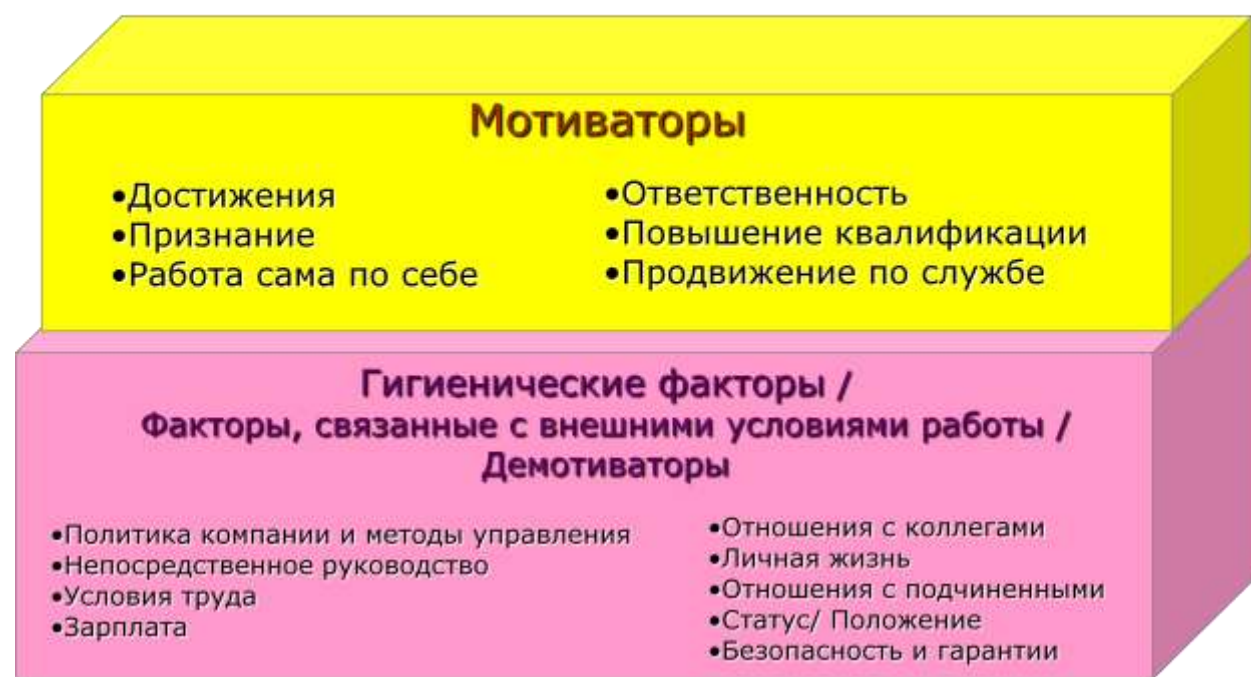 Мотиваторы
•Достижения
•Признание
•Работа сама по себе
•Ответственность
•Повышение квалификации
•Продвижение по службе
Гигиенические факторы /
Факторы, связанные с внешними условиями работы /
Демотиваторы
•Политика компании и методы управления
•Непосредственное руководство
•Условия труда
•Зарплата
•Отношения с коллегами
•Личная жизнь
•Отношения с подчиненными
•Статус/ Положение
•Безопасность и гарантии